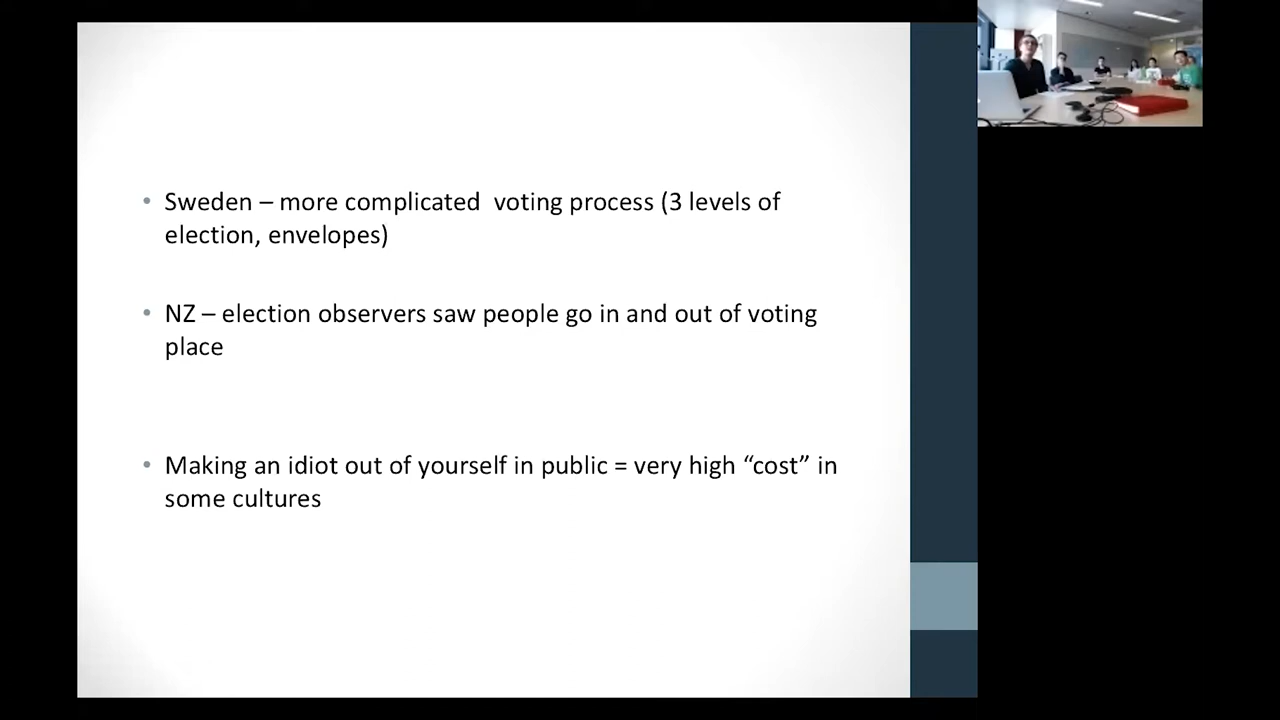 • Sweden – more complicated  voting process (3 levels of
election, envelopes)
• NZ – election observers saw people go in and out of voting
place
• Making an idiot out of yourself in public = very high “cost” in
some cultures